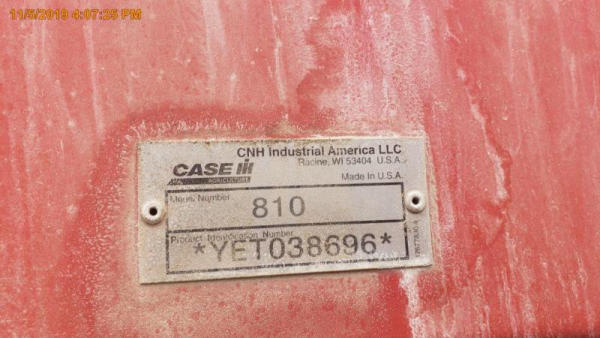 11/5/2019 4:07:25 PM
CNH Industrial America LLC
Racine, WI 53404 U.S.A.
CASE IH
AGRICULTURE
Made in U.S.A.
Model Number
810
Product Identification Number
*YET038696*